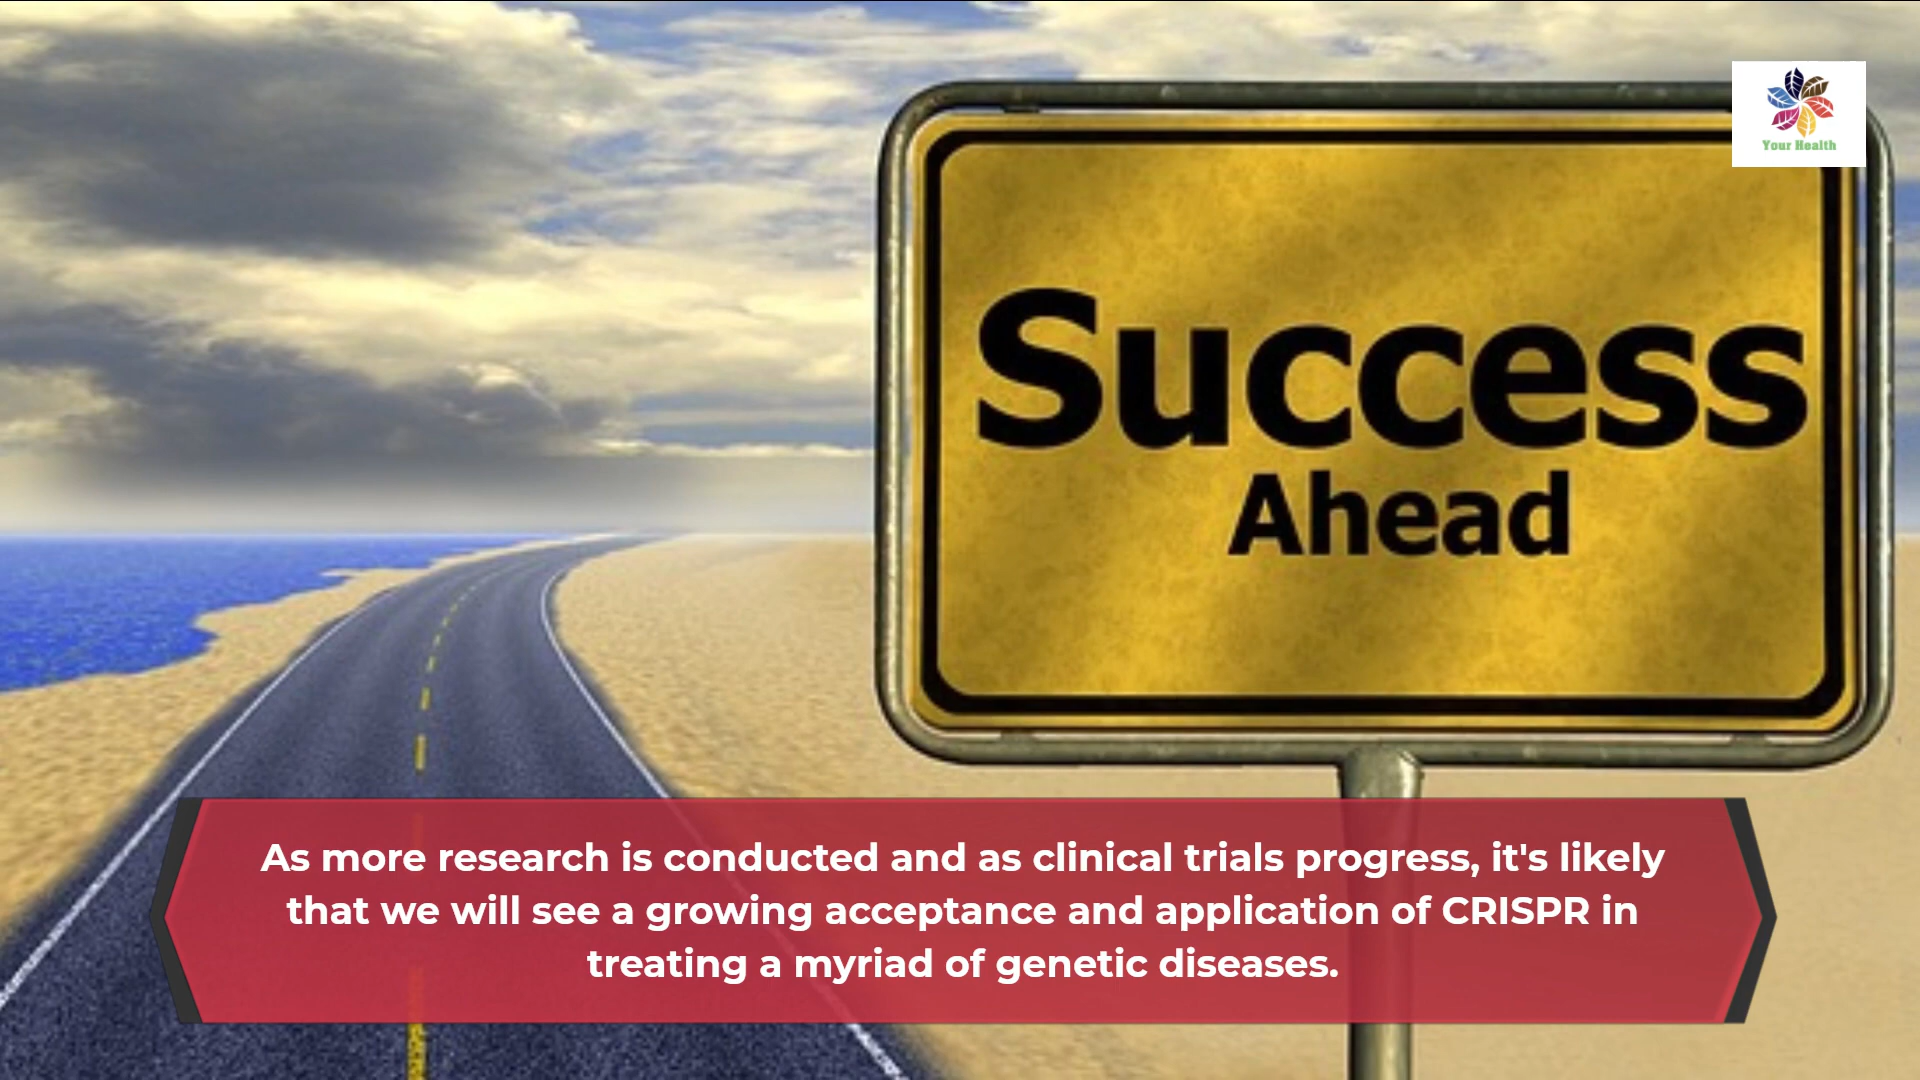 Your Health
Success
Ahead
As more research is conducted and as clinical trials progress, it's likely
that we will see a growing acceptance and application of CRISPR in
treating a myriad of genetic diseases.